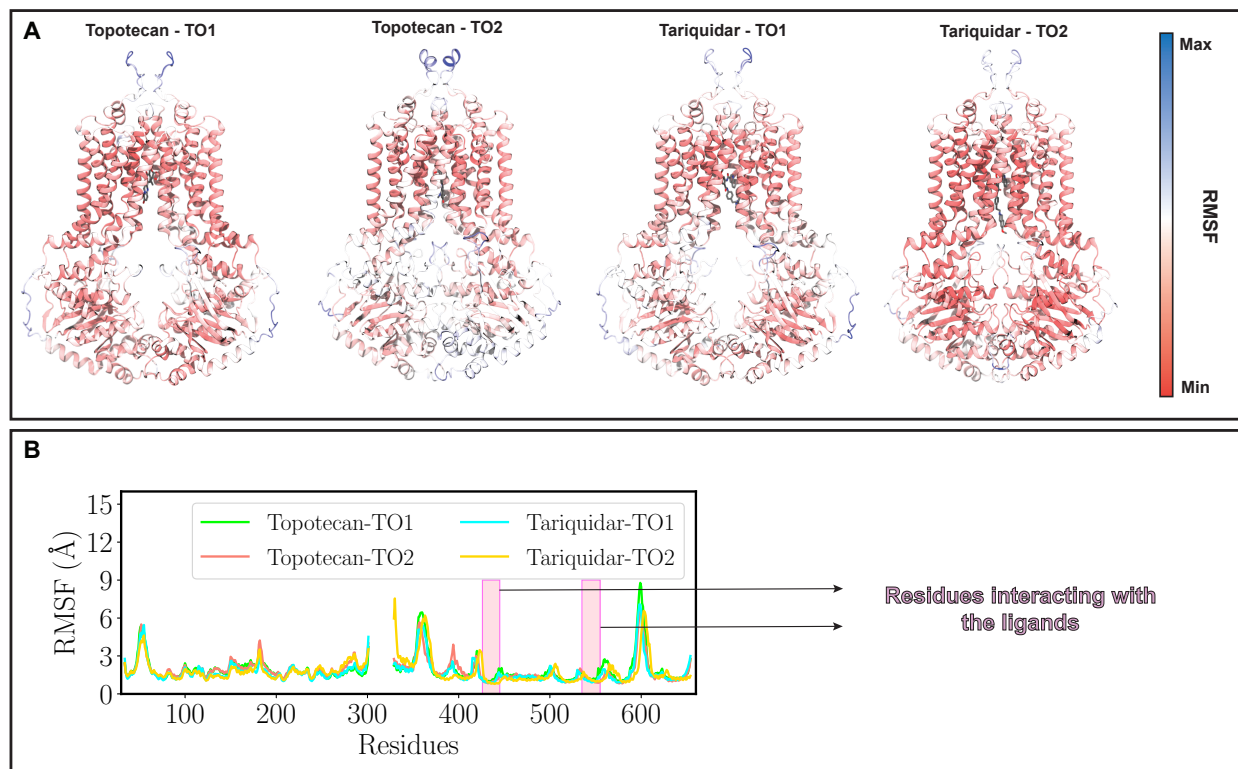 A
Topotecan - TO1
Topotecan - TO2
Tariquidar - TO1
Tariquidar - TO2
Max
RMSF
Min
B
15
12
9
6
3
0
RMSF (Å)
Topotecan-TO1
Tariquidar-TO1
Topotecan-TO2
Tariquidar-TO2
100
200
300
400
500
600
Residues
Residues interacting with
the ligands